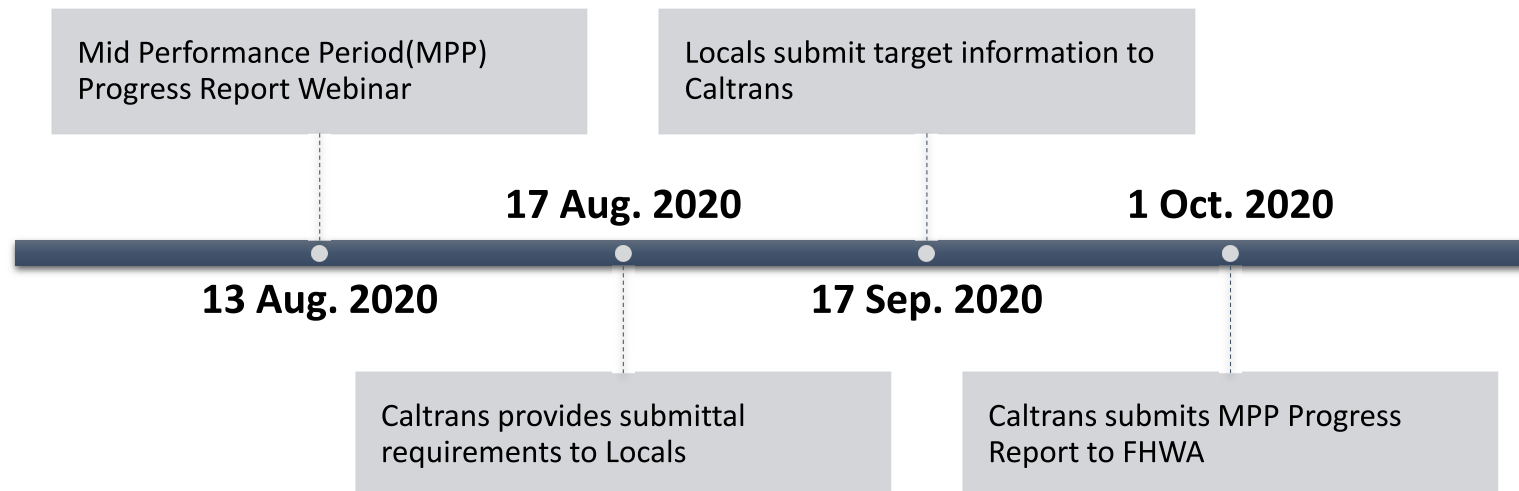 Mid Performance Period(MPP)
Progress Report Webinar
Locals submit target information to
Caltrans
17 Aug. 2020
1 Oct. 2020
13 Aug. 2020
17 Sep. 2020
Caltrans provides submittal
requirements to Locals
Caltrans submits MPP Progress
Report to FHWA